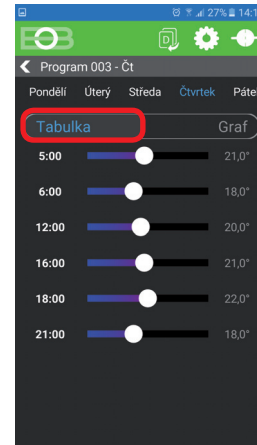 27% 14:1
EOB
D
Program 003 - Čt
Pondělí Úterý Středa Čtvrtek Páte
Tabulka Graf
5:00 21,0°
6:00 18,0°
12:00 20,0°
16:00 21,0°
18:00 22,0°
21:00 18,0°